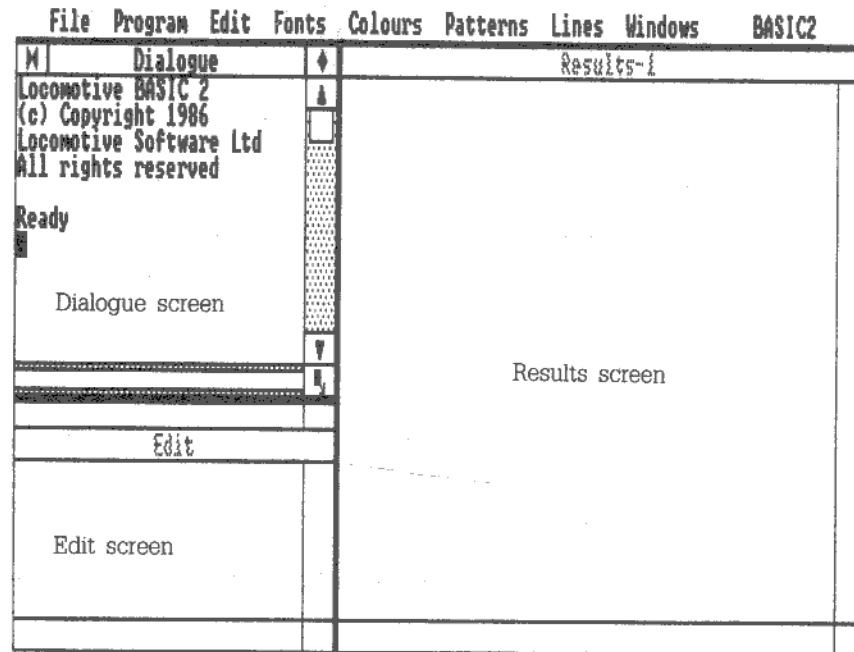 File Program Edit Fonts Colours Patterns Lines Windows BASIC2
Dialogue
Locomotive BASIC 2
(c) Copyright 1986
Locomotive Software Ltd
All rights reserved
Ready
Dialogue screen
Edit
Edit screen
Results-1
Results screen